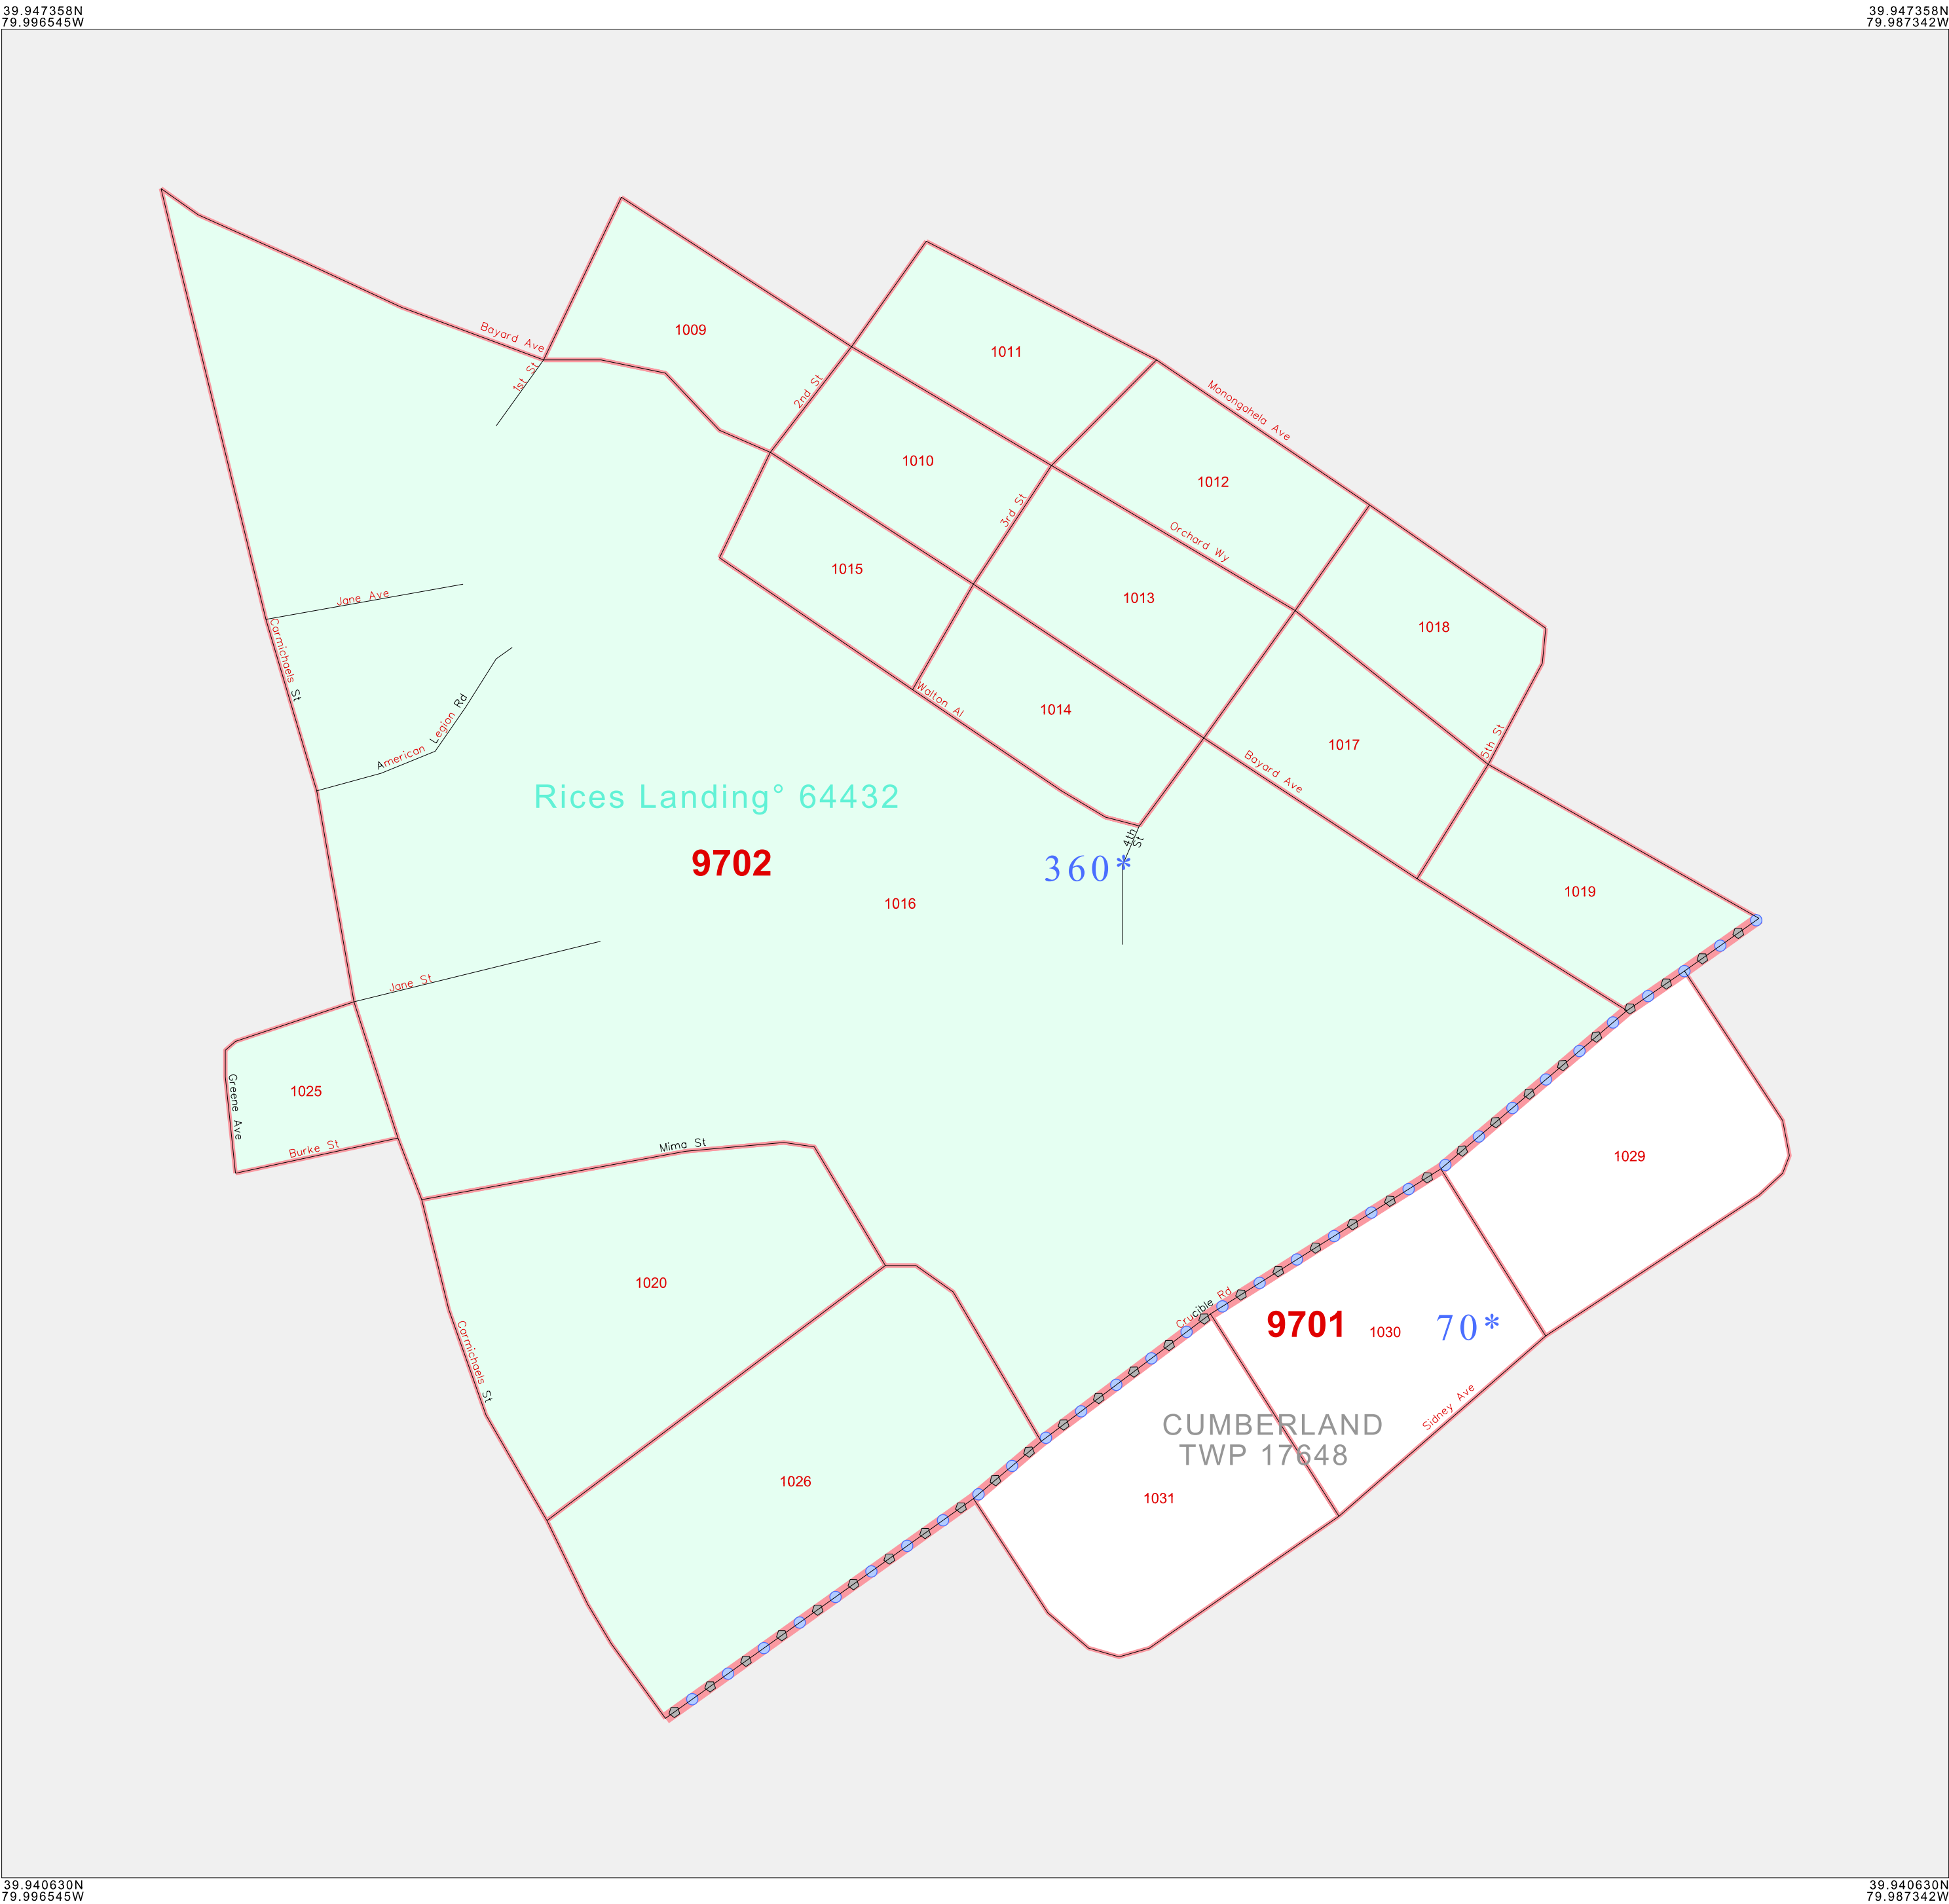 39.947358N
79.996545W
39.947358N
79.987342W
1009
Bayard Ave
1st St
1011
2nd St
Monongahela Ave
1010
1012
3rd St
Orchard Wy
1015
1013
Jane Ave
1018
Carmichaels St
Walton Al
1014
American Legion Rd
5th St
1017
Bayard Ave
Rices Landing° 64432
4th
St
9702
360*
1019
1016
Jane St
1025
Greene Ave
Burke St
Mima St
1029
1020
Crucible Rd
9701
1030
70*
Carmichaels St
Sidney Ave
CUMBERLAND
TWP 17648
1026
1031
39.940630N
79.996545W
39.940630N
79.987342W